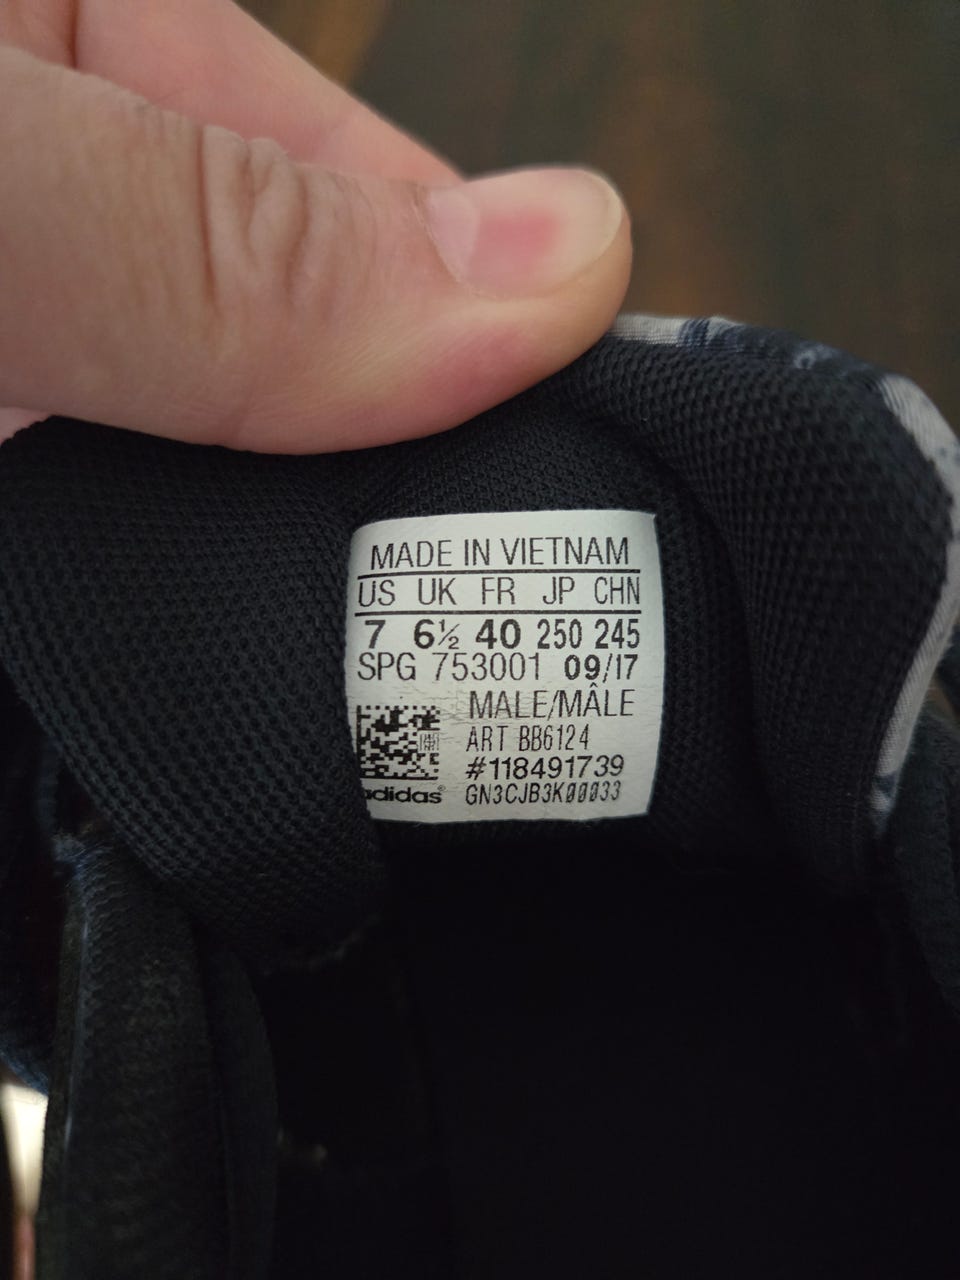 MADE IN VIETNAM
US UK FR JP CHN
7 6½ 40 250 245
SPG 753001 09/17
MALE/MÂLE
ART BB6124
#118491739
GN3CJB3K00033
adidas